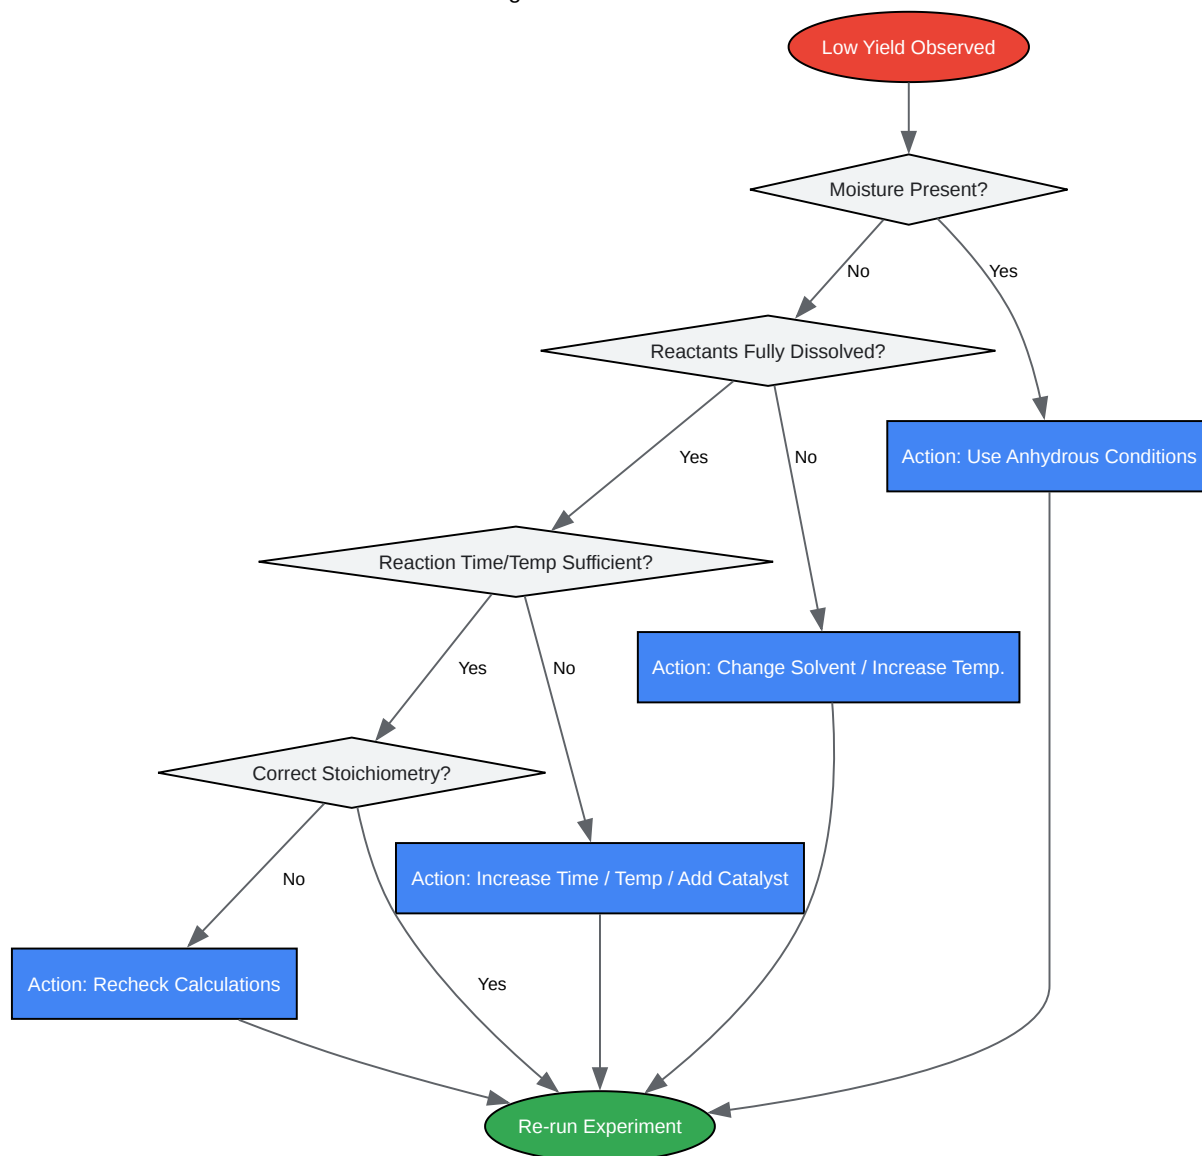 Low Yield Observed
Moisture Present?
No
Yes
Reactants Fully Dissolved?
Action: Use Anhydrous Conditions
Yes
No
Reaction Time/Temp Sufficient?
Action: Change Solvent / Increase Temp.
Yes
No
Correct Stoichiometry?
Action: Increase Time / Temp / Add Catalyst
No
Action: Recheck Calculations
Yes
Re-run Experiment